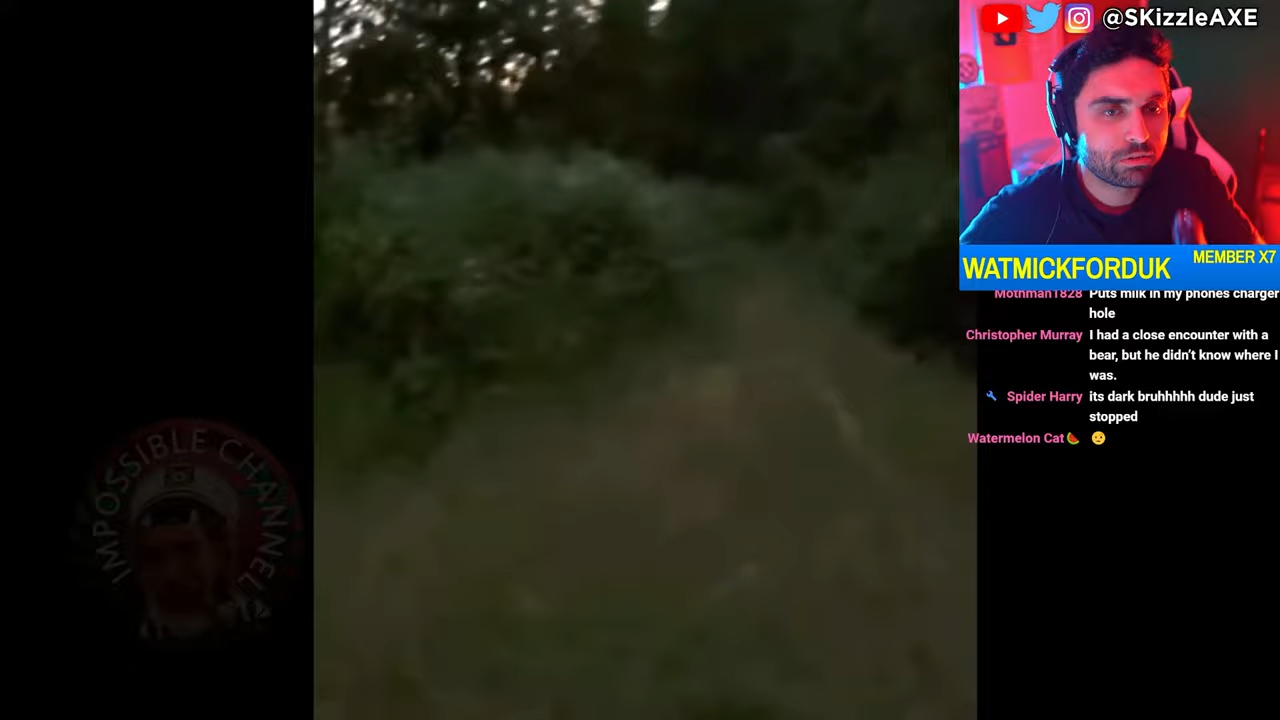 @SKizzleAXE
WATMICKFORDUK
MEMBER X7
Mothman1828 Puts milk in my phones charger
hole
Christopher Murray I had a close encounter with a
bear, but he didn’t know where I
was.
Spider Harry its dark bruhhhhh dude just
stopped
Watermelon Cat🍉 🫠
IMPOSSIBLE CHANNEL